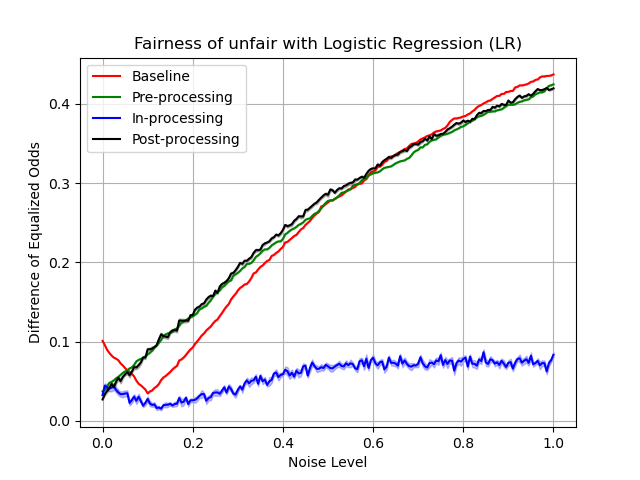 Fairness of unfair with Logistic Regression (LR)
Baseline
Pre-processing
In-processing
Post-processing
Difference of Equalized Odds
0.4
0.3
0.2
0.1
0.0
0.0 0.2 0.4 0.6 0.8 1.0
Noise Level